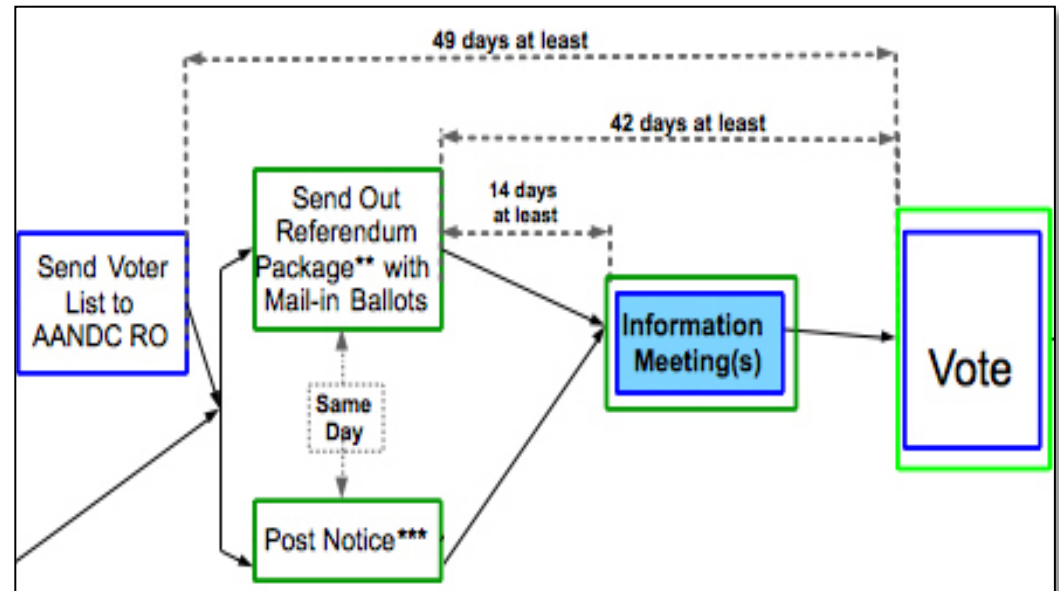 49 days at least
42 days at least
14 days
at least
Send Voter
List to
AANDC RO
Send Out
Referendum
Package** with
Mail-in Ballots
Same
Day
Post Notice***
Information
Meeting(s)
Vote